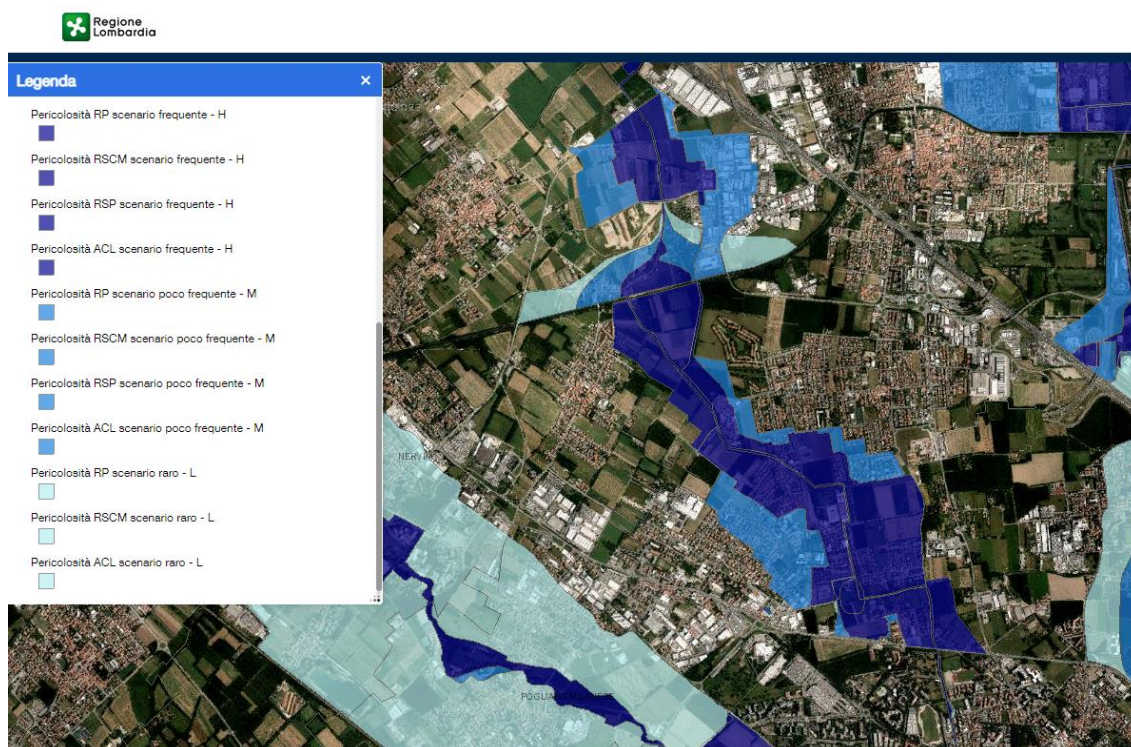 Regione
Lombardia
Legenda ×
Pericolosità RP scenario frequente - H
Pericolosità RSCM scenario frequente - H
Pericolosità RSP scenario frequente - H
Pericolosità ACL scenario frequente - H
Pericolosità RP scenario poco frequente - M
Pericolosità RSCM scenario poco frequente - M
Pericolosità RSP scenario poco frequente - M
Pericolosità ACL scenario poco frequente - M
Pericolosità RP scenario raro - L
Pericolosità RSCM scenario raro - L
Pericolosità ACL scenario raro - L